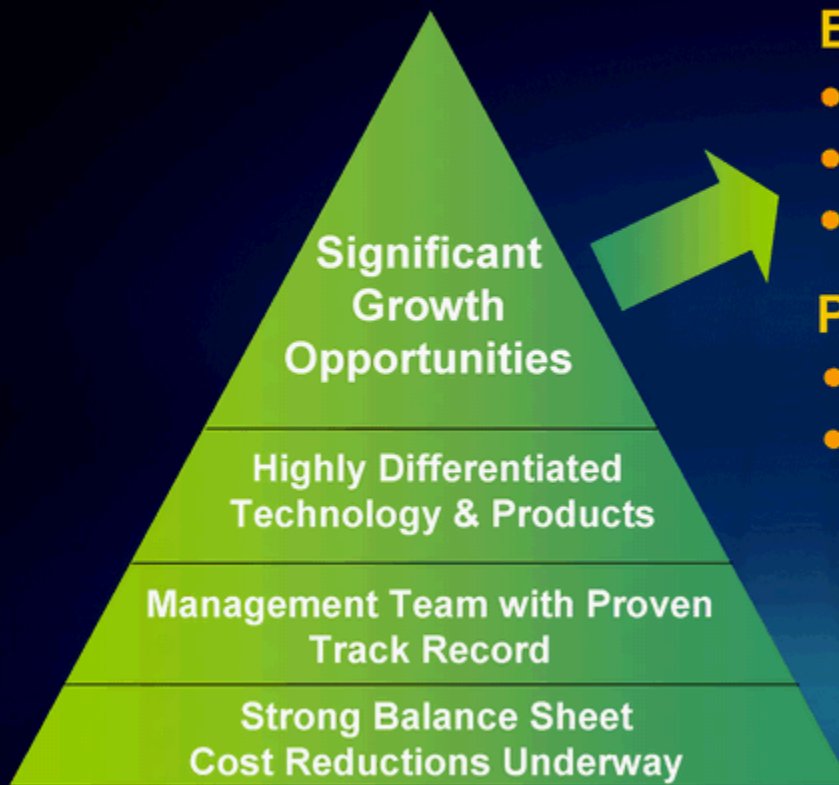 Significant
Growth
Opportunities
Highly Differentiated
Technology & Products
Management Team with Proven
Track Record
Strong Balance Sheet
Cost Reductions Underway